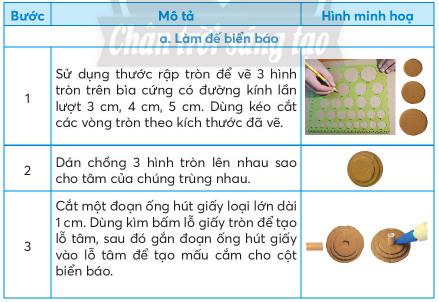 Bước Mô tả Hình minh hoạ
Chân trời sáng tạo
a. Làm đế biển báo
1
Sử dụng thước rập tròn để vẽ 3 hình
tròn trên bìa cứng có đường kính lần
lượt 3 cm, 4 cm, 5 cm. Dùng kéo cắt
các vòng tròn theo kích thước đã vẽ.
2
Dán chồng 3 hình tròn lên nhau sao
cho tâm của chúng trùng nhau.
3
Cắt một đoạn ống hút giấy loại lớn dài
1 cm. Dùng kìm bấm lỗ giấy tròn để tạo
lỗ tâm, sau đó gắn đoạn ống hút giấy
vào lỗ tâm để tạo mấu cắm cho cột
biển báo.